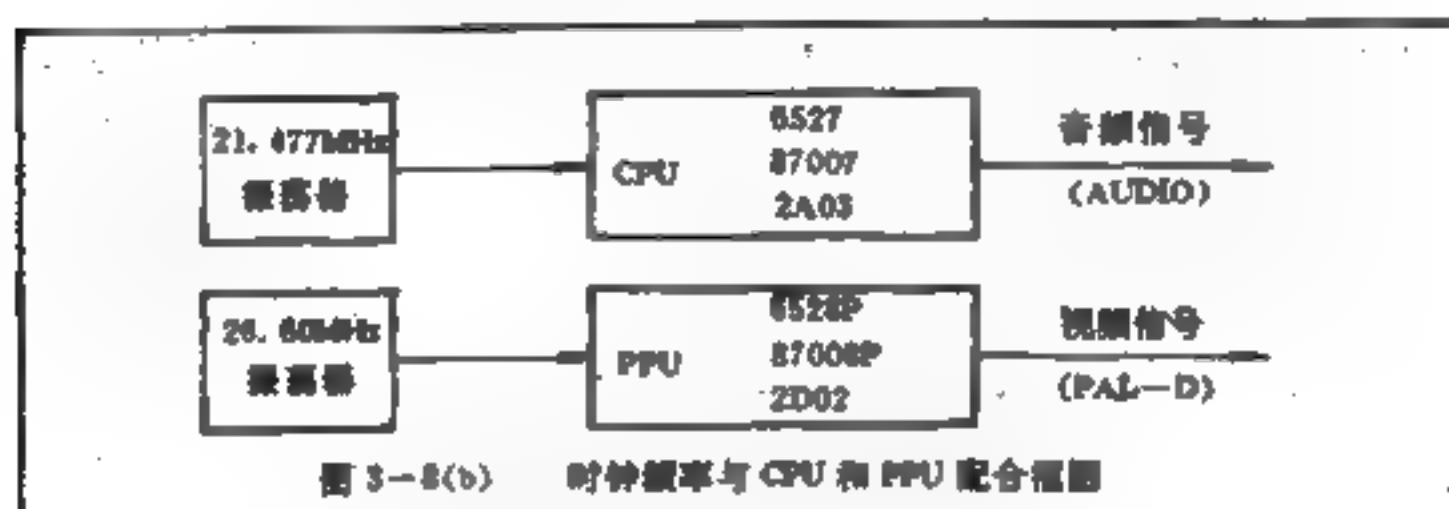 21.477MHz
振荡器
CPU
6527
87007
2A03
音频信号
(AUDIO)
振荡器
PPU
6528P
87008P
2D02
视频信号
(PAL—D)
图 3—8(b) 时钟频率与 CPU 和 PPU 配合框图